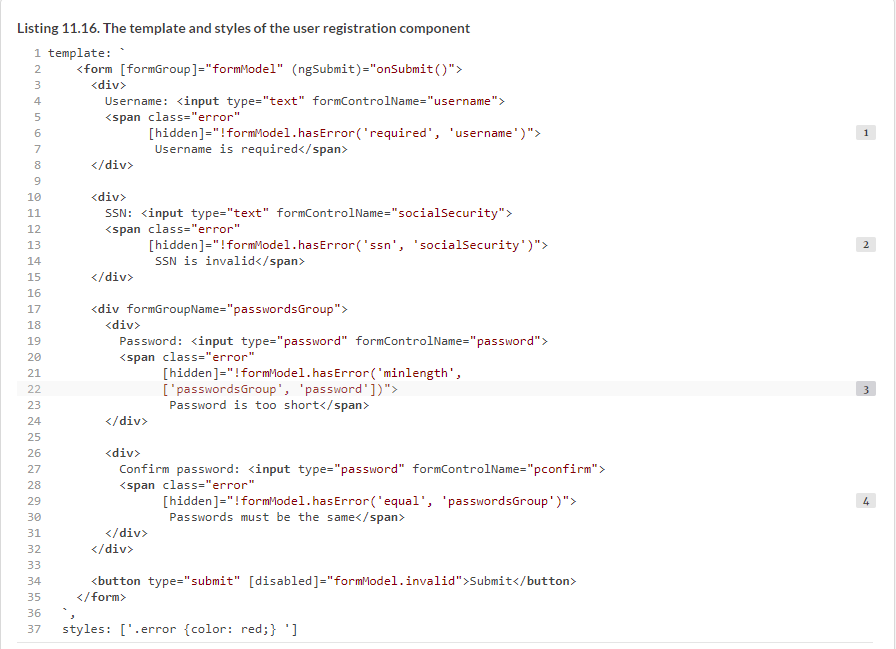 Listing 11.16. The template and styles of the user registration component
1 template: `
2 <form [formGroup]="formModel" (ngSubmit)="onSubmit()">
3 <div>
4 Username: <input type="text" formControlName="username">
5 <span class="error"
6 [hidden]="!formModel.hasError('required', 'username')"> 1
7 Username is required</span>
8 </div>
9
10 <div>
11 SSN: <input type="text" formControlName="socialSecurity">
12 <span class="error"
13 [hidden]="!formModel.hasError('ssn', 'socialSecurity')"> 2
14 SSN is invalid</span>
15 </div>
16
17 <div formGroupName="passwordsGroup">
18 <div>
19 Password: <input type="password" formControlName="password">
20 <span class="error"
21 [hidden]="!formModel.hasError('minlength',
22 ['passwordsGroup', 'password'])"> 3
23 Password is too short</span>
24 </div>
25
26 <div>
27 Confirm password: <input type="password" formControlName="pconfirm">
28 <span class="error"
29 [hidden]="!formModel.hasError('equal', 'passwordsGroup')"> 4
30 Passwords must be the same</span>
31 </div>
32 </div>
33
34 <button type="submit" [disabled]="formModel.invalid">Submit</button>
35 </form>
36 `,
37 styles: ['.error {color: red;} ']